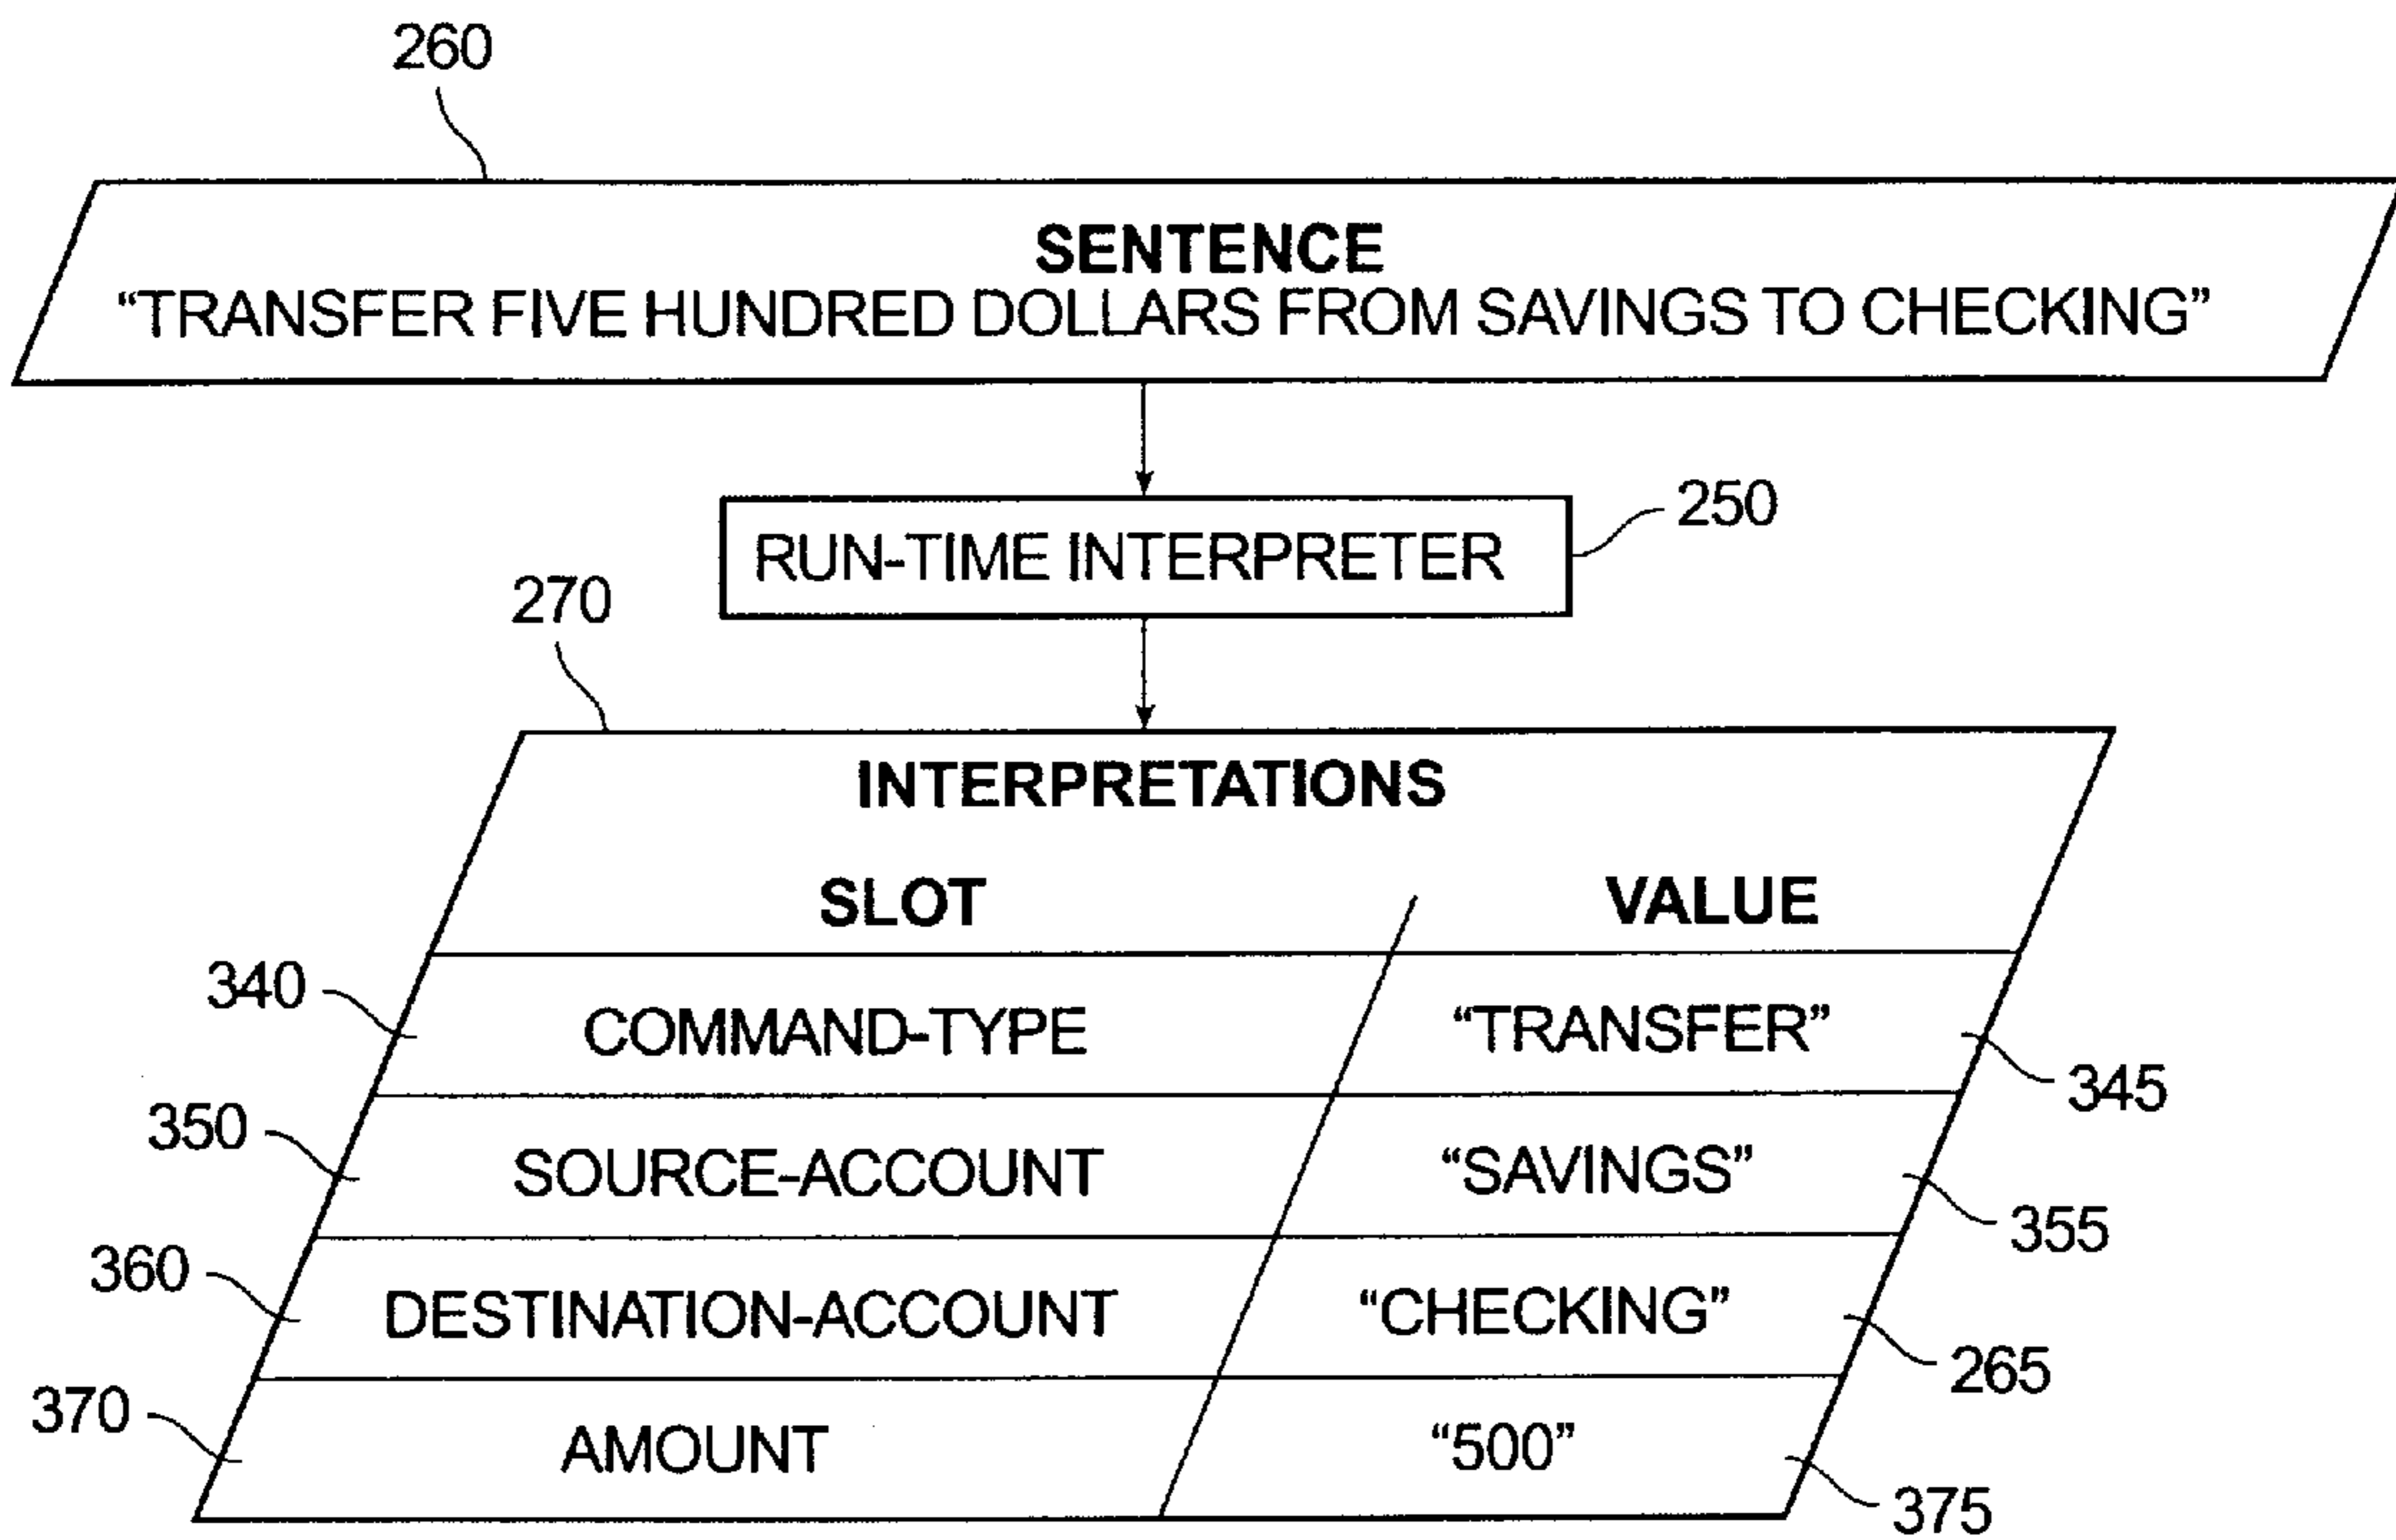 260
SENTENCE
“TRANSFER FIVE HUNDRED DOLLARS FROM SAVINGS TO CHECKING”
RUN-TIME INTERPRETER
250
270
INTERPRETATIONS
SLOT VALUE
340 COMMAND-TYPE “TRANSFER” 345
350 SOURCE-ACCOUNT “SAVINGS” 355
360 DESTINATION-ACCOUNT “CHECKING” 265
370 AMOUNT “500” 375